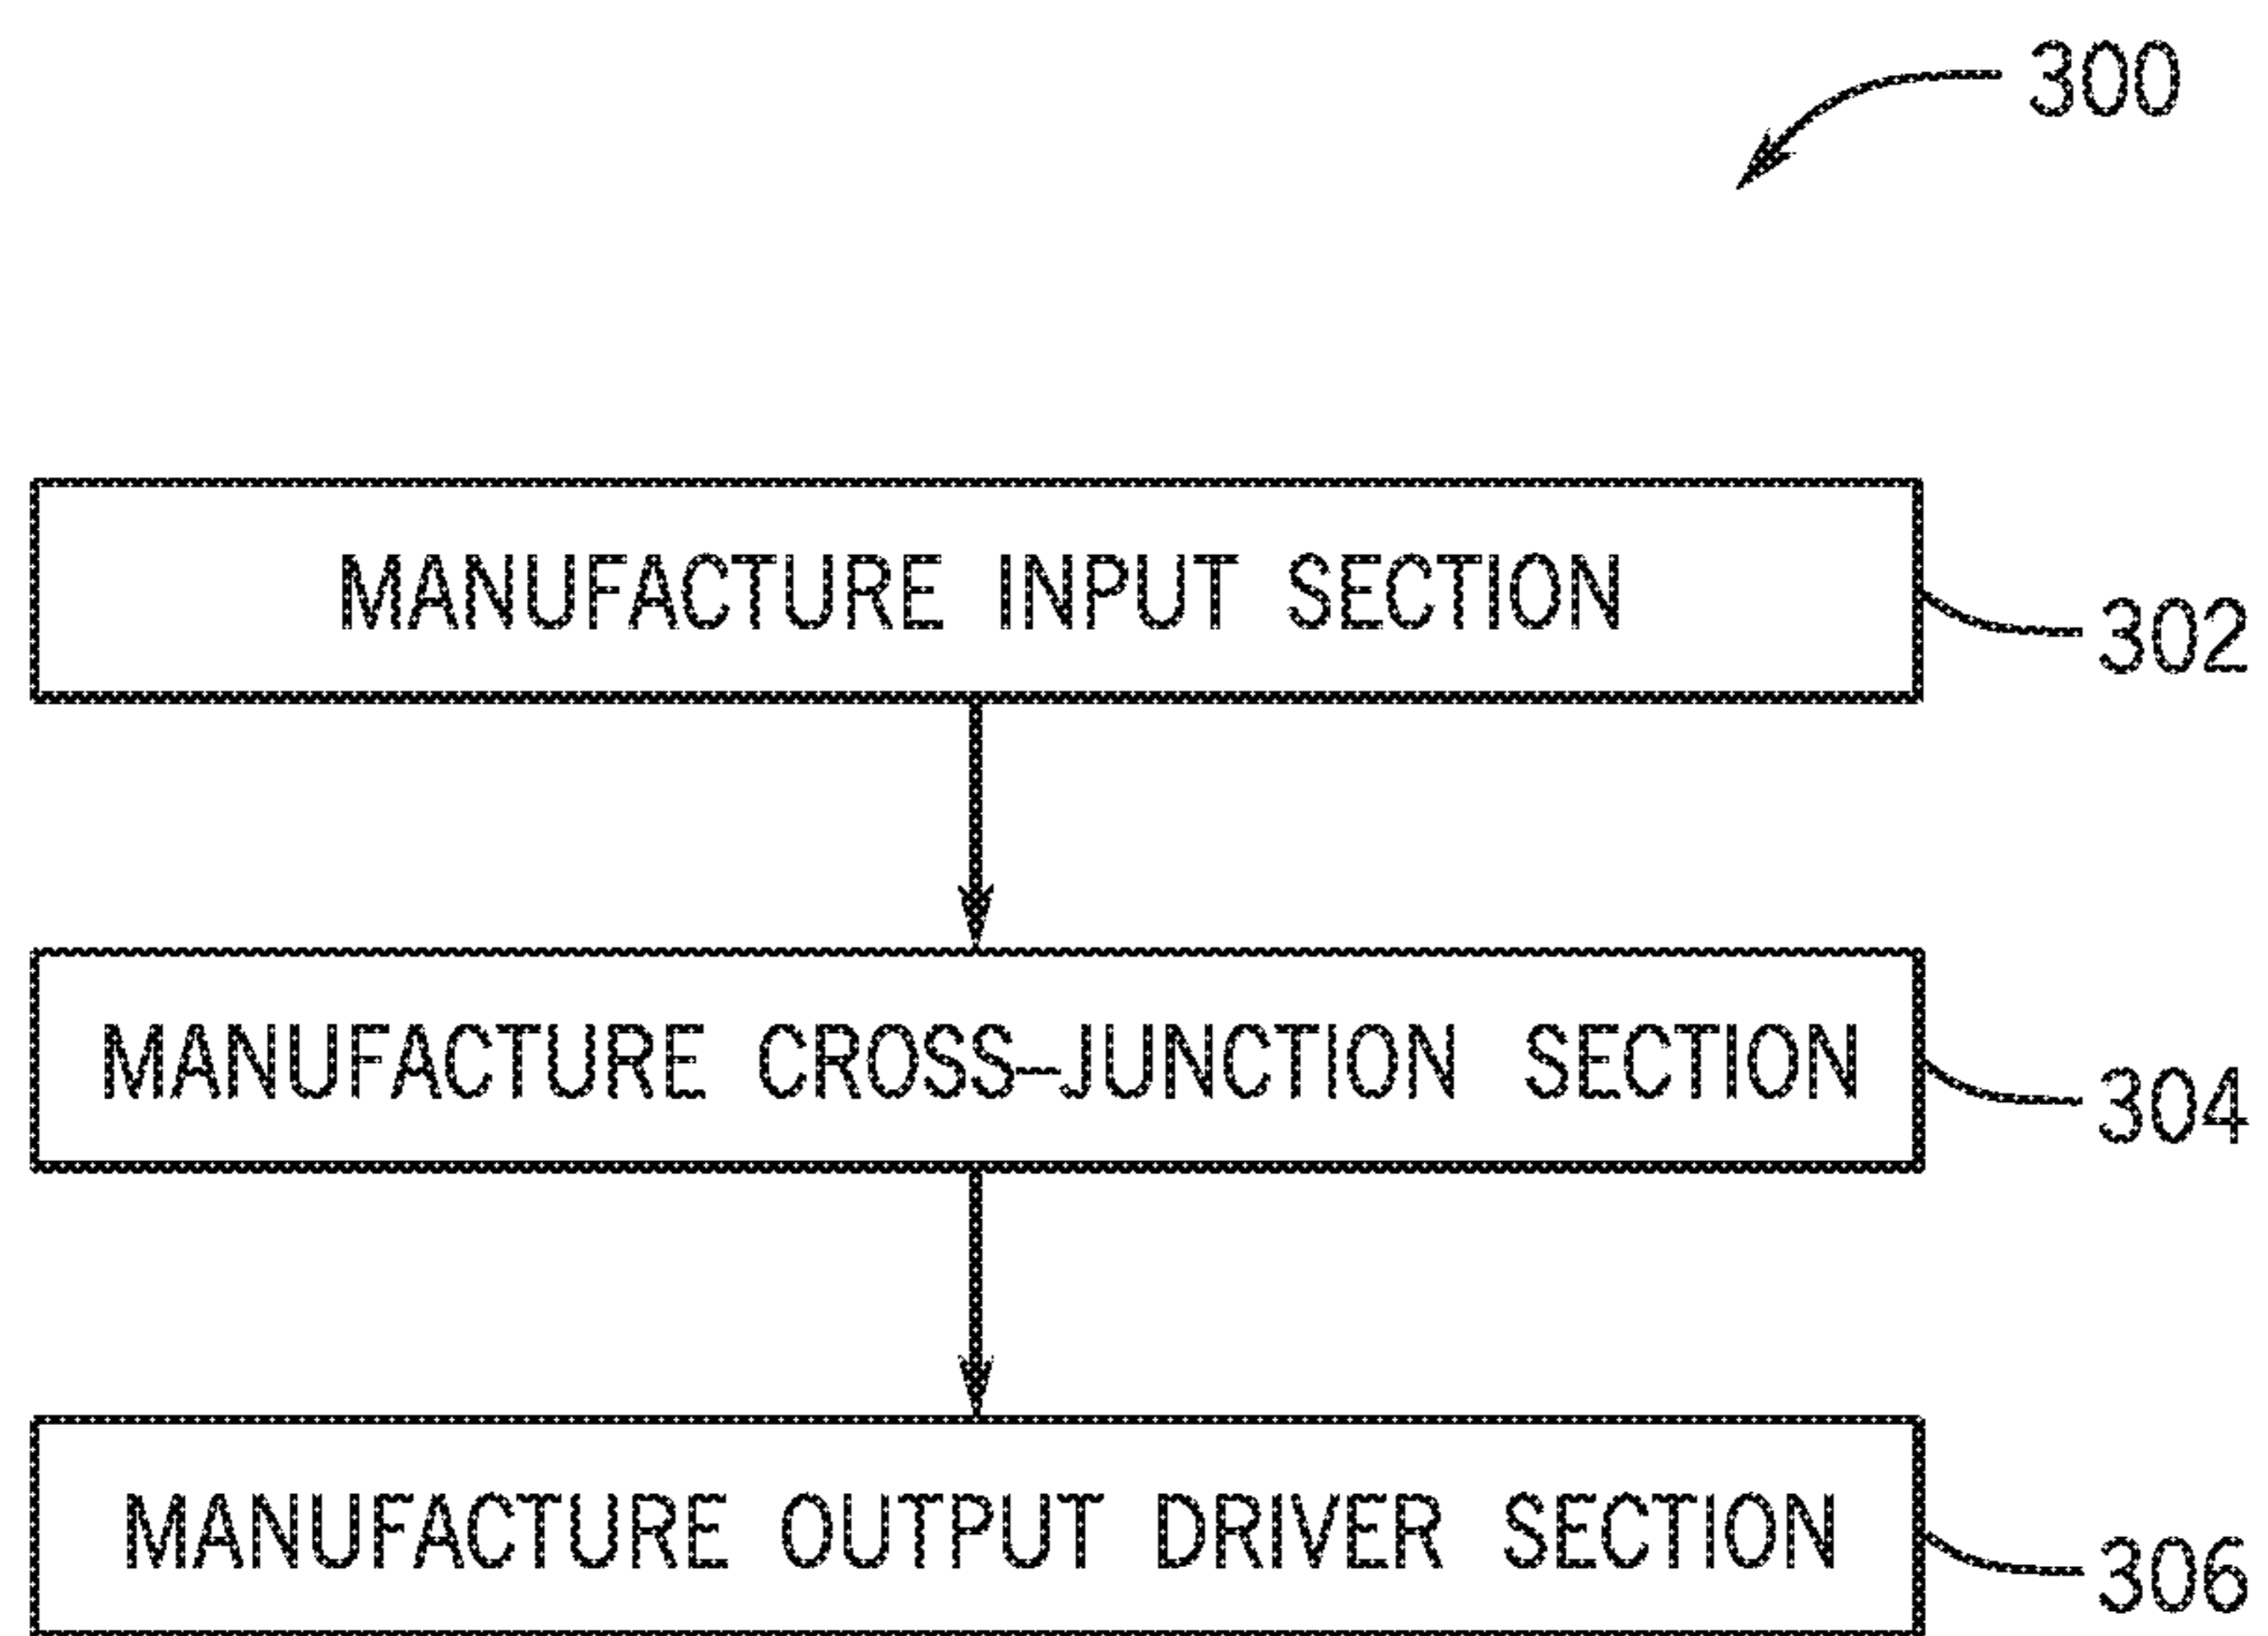 300
MANUFACTURE INPUT SECTION
302
MANUFACTURE CROSS-JUNCTION SECTION
304
MANUFACTURE OUTPUT DRIVER SECTION
306